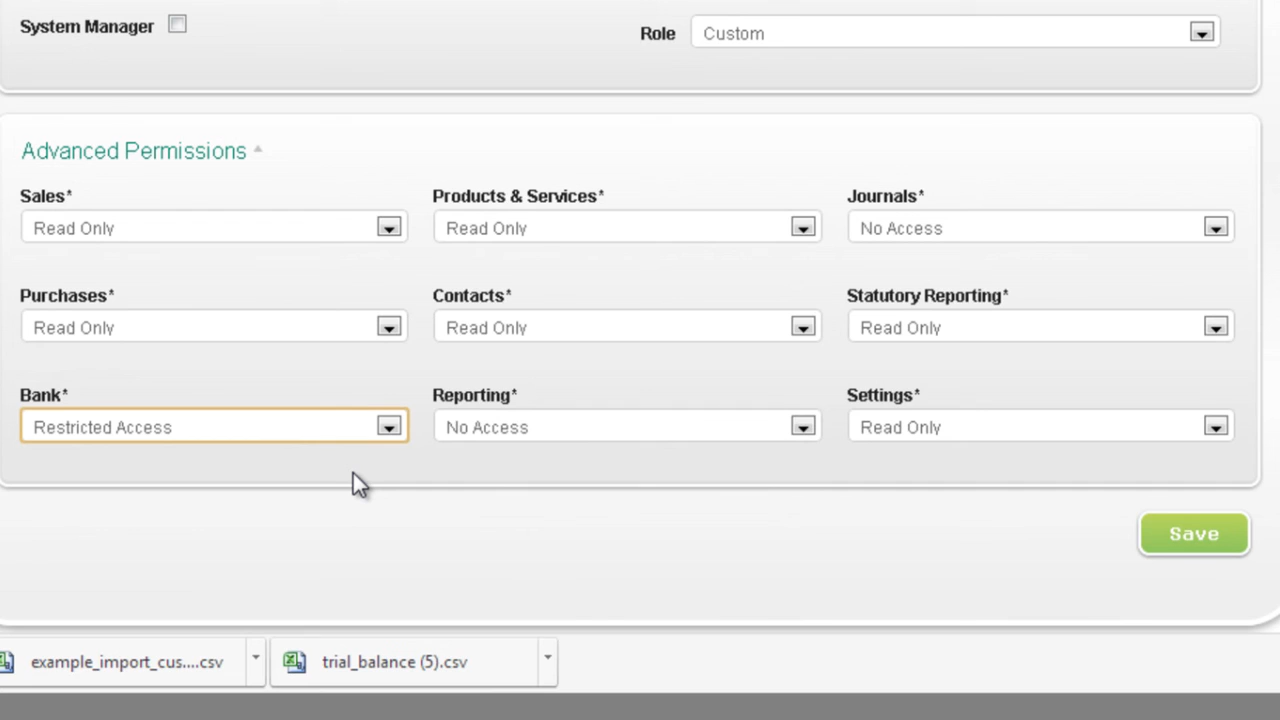 System Manager
Role Custom
Advanced Permissions
Sales* Products & Services* Journals*
Read Only Read Only No Access
Purchases* Contacts* Statutory Reporting*
Read Only Read Only Read Only
Bank* Reporting* Settings*
Restricted Access No Access Read Only
Save
example_import_cus....csv trial_balance (5).csv